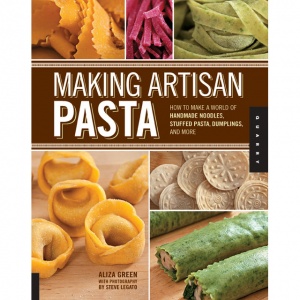 MAKING ARTISAN
PASTA
HOW TO MAKE A WORLD OF
HANDMADE NOODLES,
STUFFED PASTA, DUMPLINGS,
AND MORE
QUARRY
ALIZA GREEN
WITH PHOTOGRAPHY
BY STEVE LEGATO